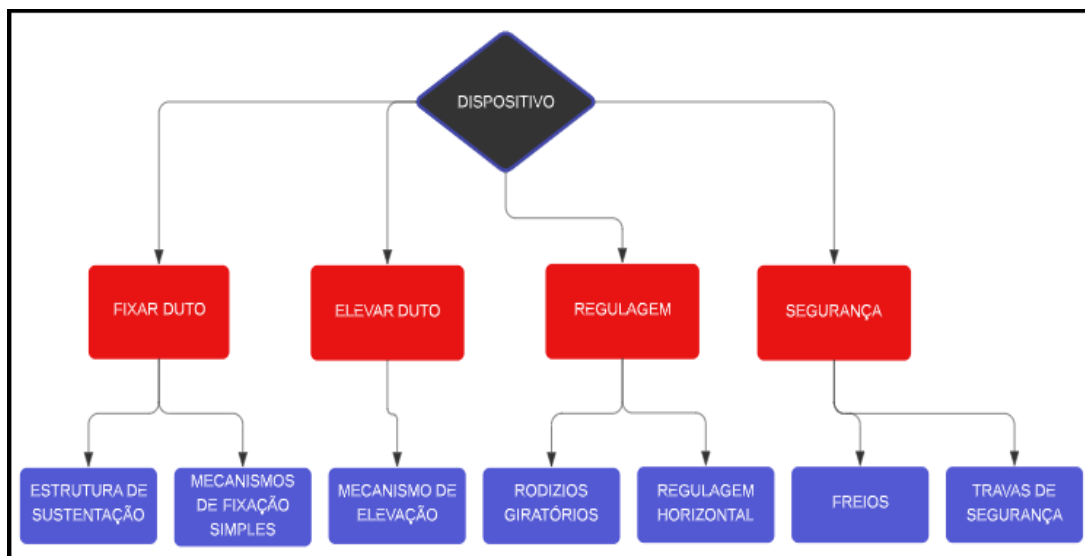 DISPOSITIVO
FIXAR DUTO
ELEVAR DUTO
REGULAGEM
SEGURANÇA
ESTRUTURA DE
SUSTENTAÇÃO
MECANISMOS
DE FIXAÇÃO
SIMPLES
MECANISMO DE
ELEVAÇÃO
RODIZIOS
GIRATÓRIOS
REGULAGEM
HORIZONTAL
FREIOS
TRAVAS DE
SEGURANÇA